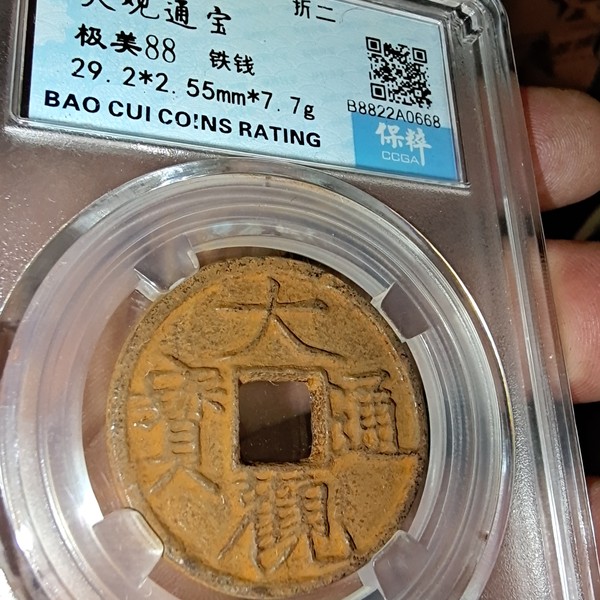 大观通宝 折二
极美88 铁钱
29.2*2.55mm*7.7g
BAO CUI COINS RATING
B8822A0668
保粹
CCGA
大
寶 通
觀